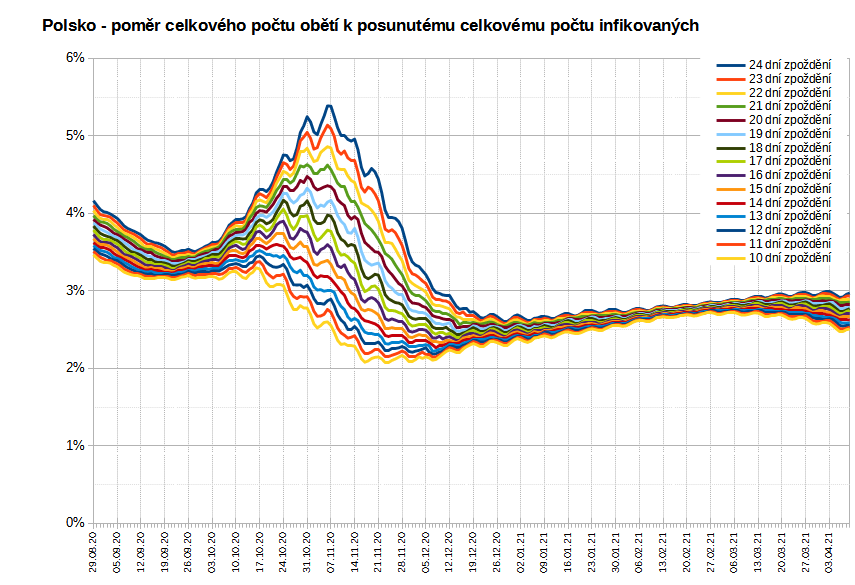 Polsko - poměr celkového počtu obětí k posunutému celkovému počtu infikovaných
6%
5%
4%
3%
2%
1%
0%
24 dní zpoždění
23 dní zpoždění
22 dní zpoždění
21 dní zpoždění
20 dní zpoždění
19 dní zpoždění
18 dní zpoždění
17 dní zpoždění
16 dní zpoždění
15 dní zpoždění
14 dní zpoždění
13 dní zpoždění
12 dní zpoždění
11 dní zpoždění
10 dní zpoždění
29.08.20
05.09.20
12.09.20
19.09.20
26.09.20
03.10.20
10.10.20
17.10.20
24.10.20
31.10.20
07.11.20
14.11.20
21.11.20
28.11.20
05.12.20
12.12.20
19.12.20
26.12.20
02.01.21
09.01.21
16.01.21
23.01.21
30.01.21
06.02.21
13.02.21
20.02.21
27.02.21
06.03.21
13.03.21
20.03.21
27.03.21
03.04.21